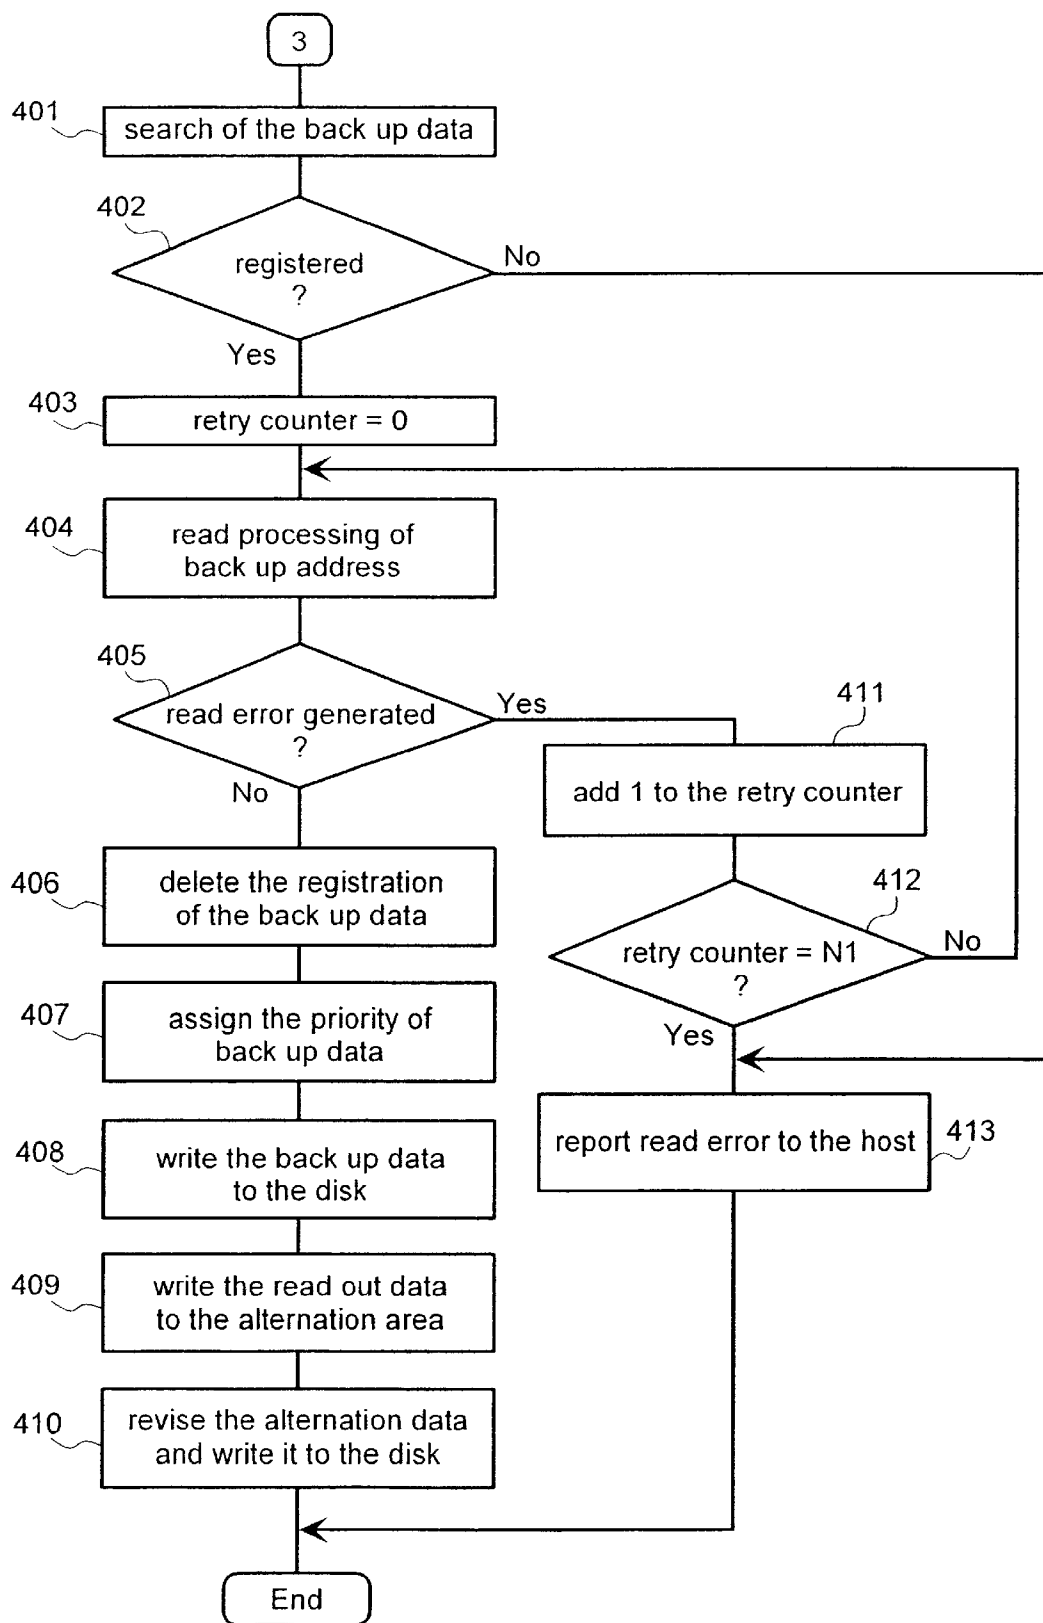 3
401
search of the back up data
402
registered
?
No
Yes
403
retry counter = 0
404
read processing of
back up address
405
read error generated
?
Yes
No
411
add 1 to the retry counter
406
delete the registration
of the back up data
412
retry counter = N1
?
No
Yes
407
assign the priority of
back up data
408
write the back up data
to the disk
report read error to the host
413
409
write the read out data
to the alternation area
410
revise the alternation data
and write it to the disk
End